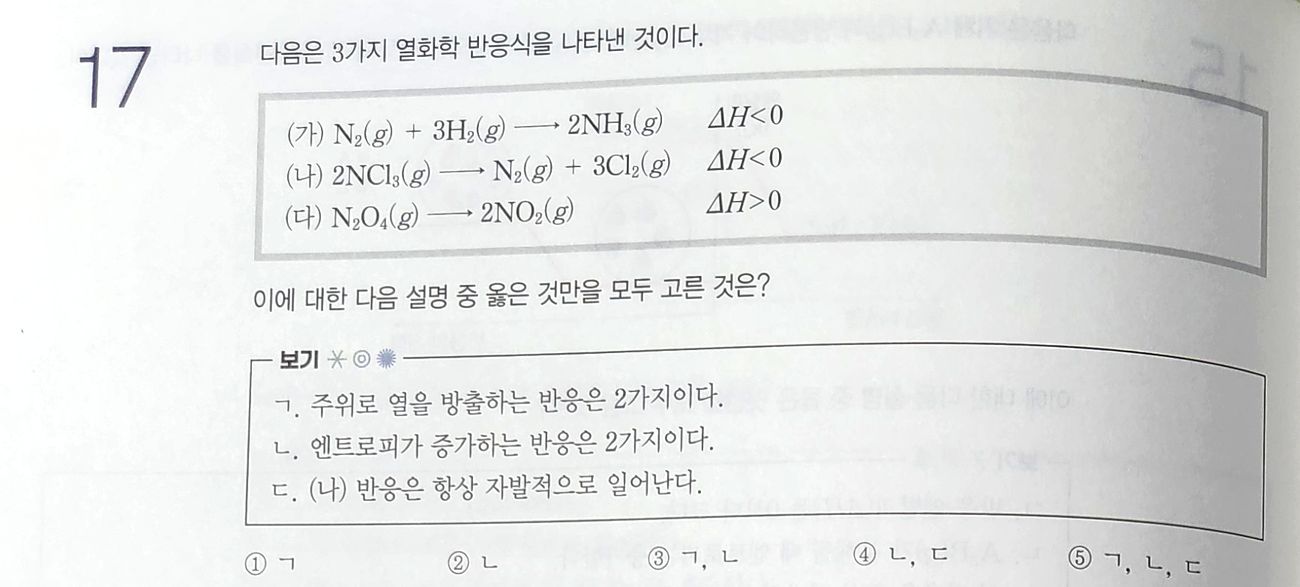 17
다음은 3가지 열화학 반응식을 나타낸 것이다.
(가) N₂(g) + 3H₂(g) ⟶ 2NH₃(g) ΔH<0
(나) 2NCl₃(g) ⟶ N₂(g) + 3Cl₂(g) ΔH<0
(다) N₂O₄(g) ⟶ 2NO₂(g) ΔH>0
이에 대한 다음 설명 중 옳은 것만을 모두 고른 것은?
보기
ㄱ. 주위로 열을 방출하는 반응은 2가지이다.
ㄴ. 엔트로피가 증가하는 반응은 2가지이다.
ㄷ. (나) 반응은 항상 자발적으로 일어난다.
① ㄱ ② ㄴ ③ ㄱ, ㄴ ④ ㄴ, ㄷ ⑤ ㄱ, ㄴ, ㄷ